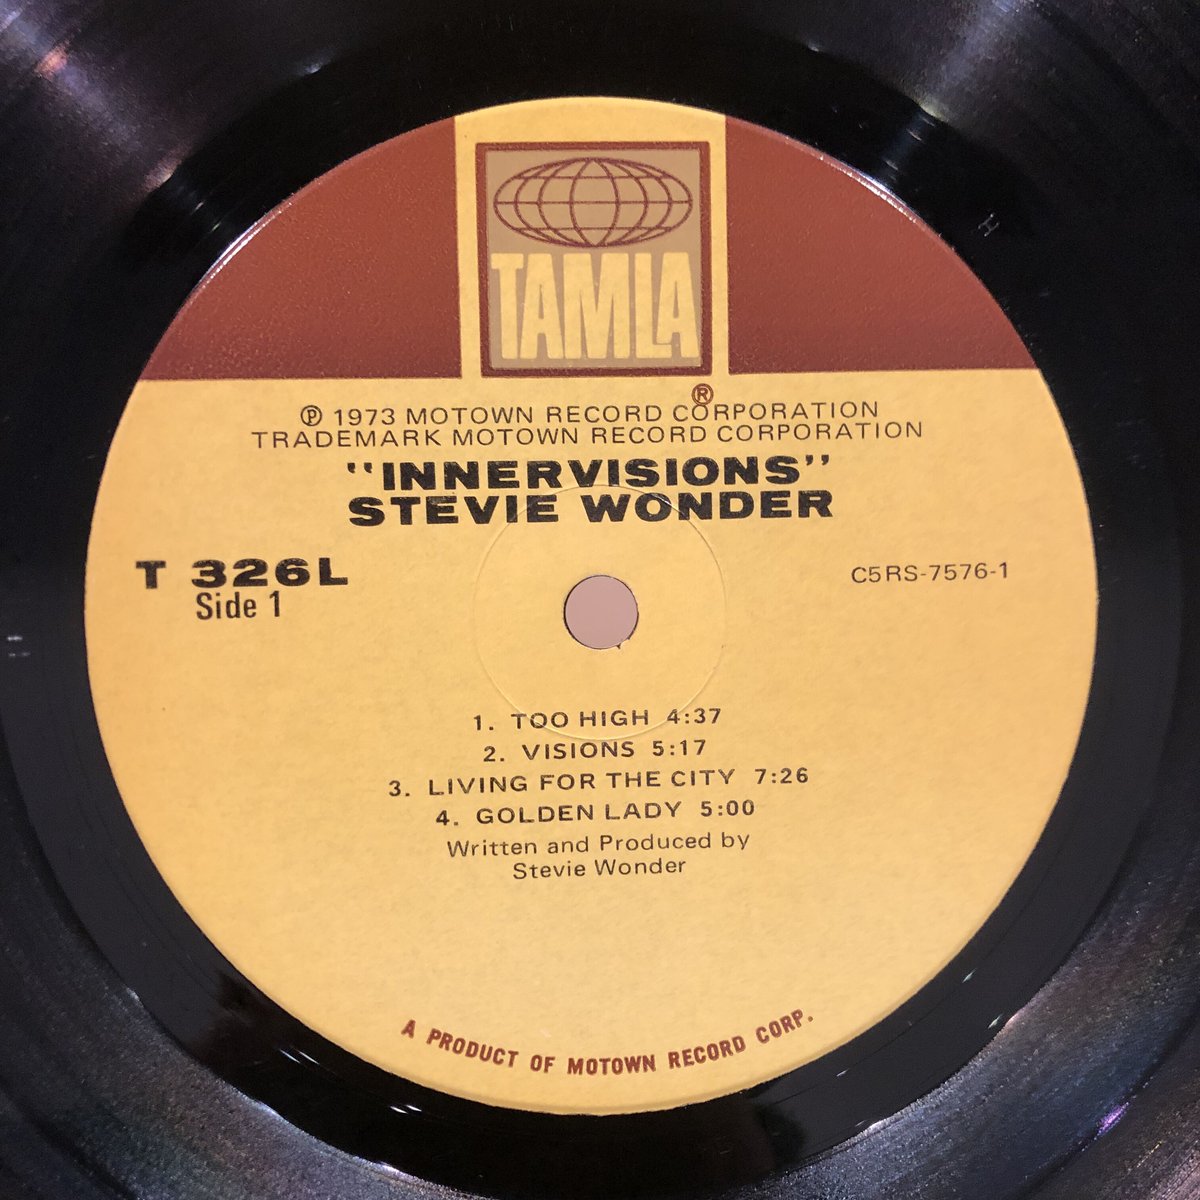 TAMLA
®
℗ 1973 MOTOWN RECORD CORPORATION
TRADEMARK MOTOWN RECORD CORPORATION
"INNERVISIONS"
STEVIE WONDER
T 326L
Side 1
C5RS-7576-1
1. TOO HIGH 4:37
2. VISIONS 5:17
3. LIVING FOR THE CITY 7:26
4. GOLDEN LADY 5:00
Written and Produced by
Stevie Wonder
A PRODUCT OF MOTOWN RECORD CORP.
H